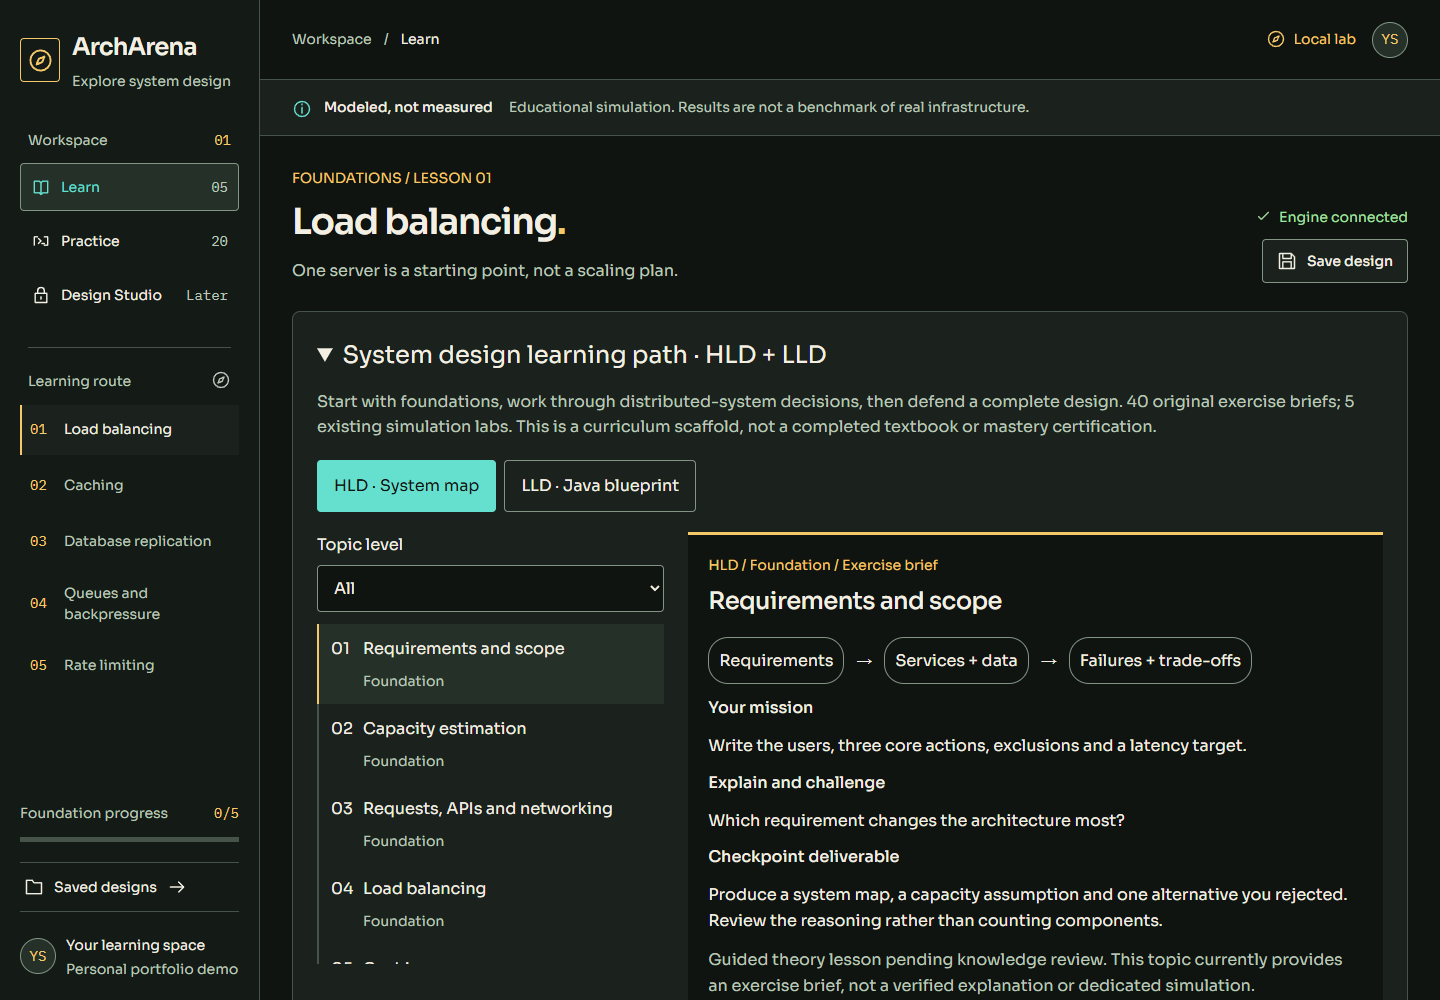 ArchArena
Explore system design
Workspace 01
Learn 05
Practice 20
Design Studio Later
Learning route
01 Load balancing
02 Caching
03 Database replication
04 Queues and
backpressure
05 Rate limiting
Foundation progress 0/5
Saved designs →
YS Your learning space
Personal portfolio demo
Workspace / Learn
Local lab YS
Modeled, not measured Educational simulation. Results are not a benchmark of real infrastructure.
FOUNDATIONS / LESSON 01
Load balancing.
One server is a starting point, not a scaling plan.
Engine connected
Save design
▼ System design learning path · HLD + LLD
Start with foundations, work through distributed-system decisions, then defend a complete design. 40 original exercise briefs; 5
existing simulation labs. This is a curriculum scaffold, not a completed textbook or mastery certification.
HLD · System map LLD · Java blueprint
Topic level
All
01 Requirements and scope
Foundation
02 Capacity estimation
Foundation
03 Requests, APIs and networking
Foundation
04 Load balancing
Foundation
HLD / Foundation / Exercise brief
Requirements and scope
Requirements → Services + data → Failures + trade-offs
Your mission
Write the users, three core actions, exclusions and a latency target.
Explain and challenge
Which requirement changes the architecture most?
Checkpoint deliverable
Produce a system map, a capacity assumption and one alternative you rejected.
Review the reasoning rather than counting components.
Guided theory lesson pending knowledge review. This topic currently provides
an exercise brief, not a verified explanation or dedicated simulation.